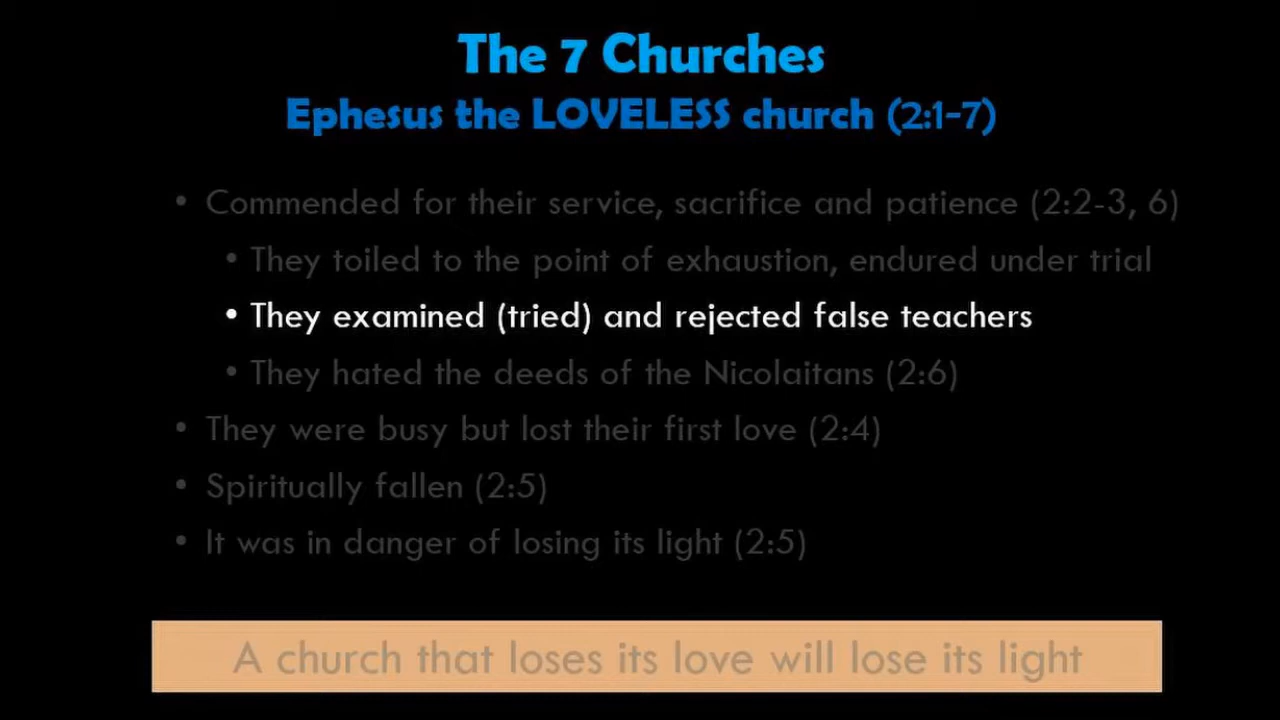 The 7 Churches
Ephesus the LOVELESS church (2:1-7)
• Commended for their service, sacrifice and patience (2:2-3, 6)
• They toiled to the point of exhaustion, endured under trial
• They examined (tried) and rejected false teachers
• They hated the deeds of the Nicolaitans (2:6)
• They were busy but lost their first love (2:4)
• Spiritually fallen (2:5)
• It was in danger of losing its light (2:5)
A church that loses its love will lose its light